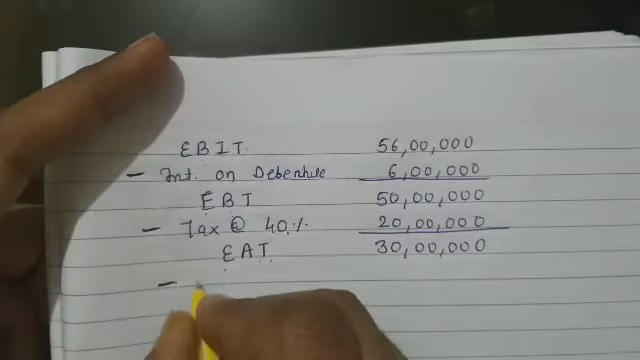 EBIT 56,00,000
- Int. on Debenture 6,00,000
EBT 50,00,000
- Tax @ 40% 20,00,000
EAT 30,00,000
-